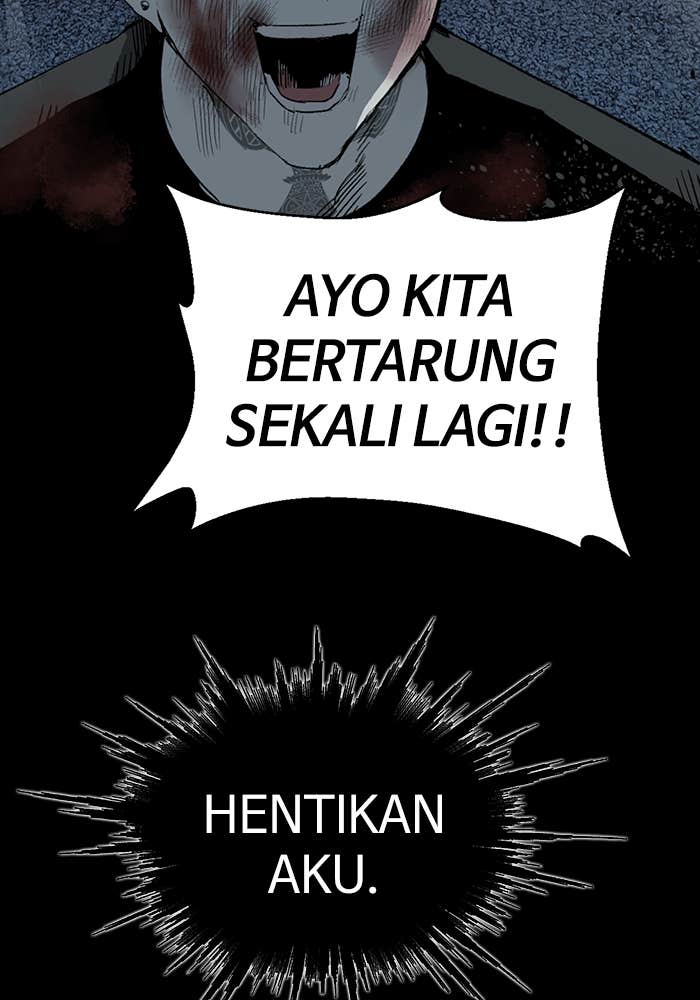 AYO KITA
BERTARUNG
SEKALI LAGI!!
HENTIKAN
AKU.